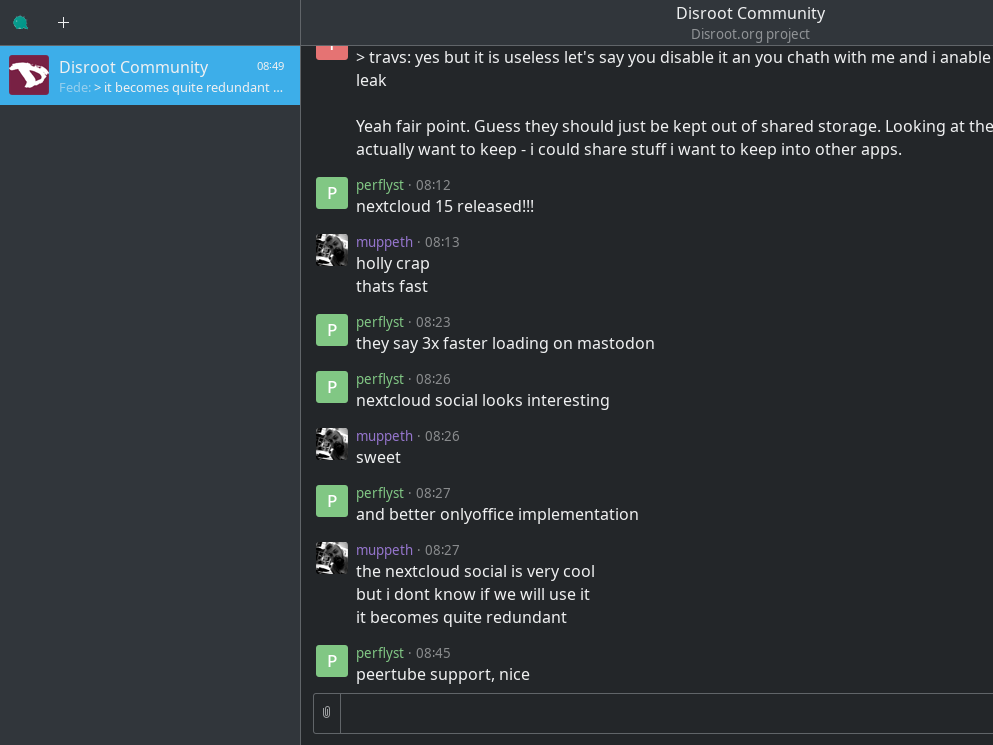 Disroot Community
Disroot.org project
Disroot Community 08:49
Fede: > it becomes quite redundant ...
> travs: yes but it is useless let's say you disable it an you chath with me and i anable
leak
Yeah fair point. Guess they should just be kept out of shared storage. Looking at the
actually want to keep - i could share stuff i want to keep into other apps.
P perflyst · 08:12
nextcloud 15 released!!!
muppeth · 08:13
holly crap
thats fast
P perflyst · 08:23
they say 3x faster loading on mastodon
P perflyst · 08:26
nextcloud social looks interesting
muppeth · 08:26
sweet
P perflyst · 08:27
and better onlyoffice implementation
muppeth · 08:27
the nextcloud social is very cool
but i dont know if we will use it
it becomes quite redundant
P perflyst · 08:45
peertube support, nice